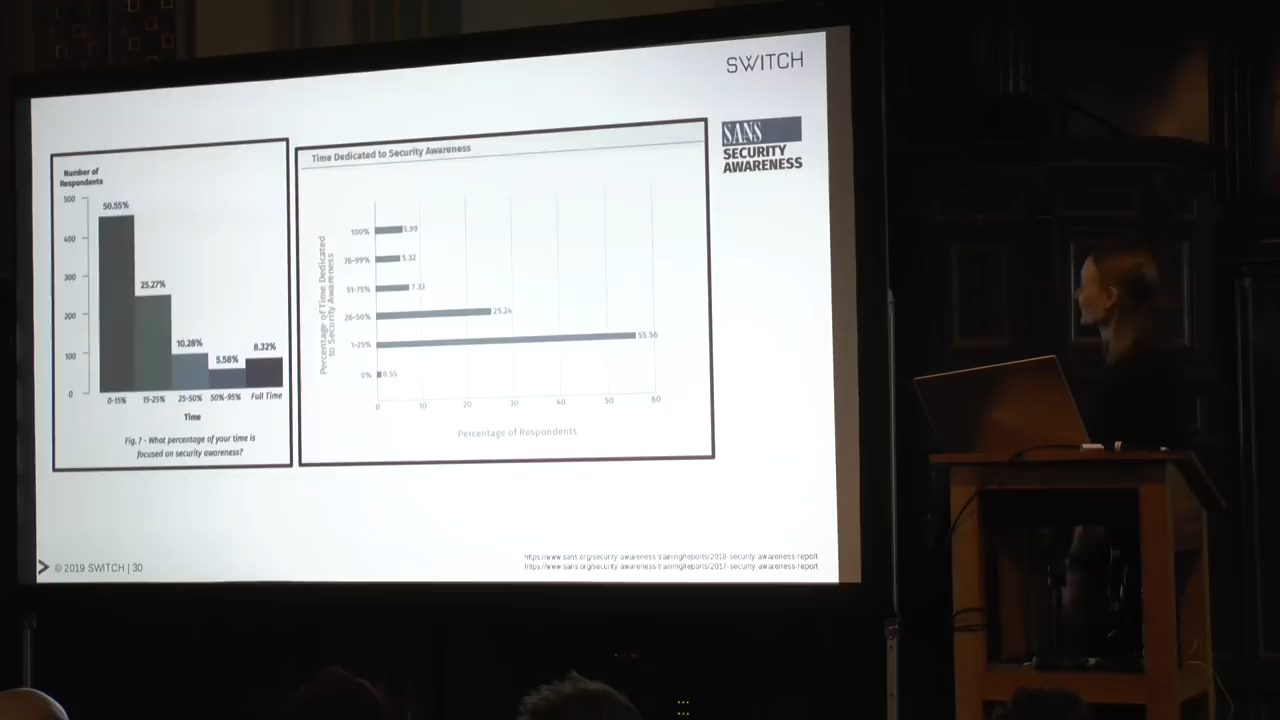 SWITCH
SANS
SECURITY
AWARENESS
Number of
Respondents
500
400
300
200
100
0
50.55%
25.27%
10.28%
5.58%
8.32%
0-15%
15-25%
25-50%
50%-95%
Full Time
Time
Fig. 7 - What percentage of your time is
focused on security awareness?
Time Dedicated to Security Awareness
Percentage of Time Dedicated
to Security Awareness
100%
5.99
76-99%
5.32
51-75%
7.33
26-50%
25.24
1-25%
55.56
0%
0.55
0
10
20
30
40
50
60
Percentage of Respondents
https://www.sans.org/security-awareness-training/reports/2018-security-awareness-report
https://www.sans.org/security-awareness-training/reports/2017-security-awareness-report
© 2019 SWITCH | 30